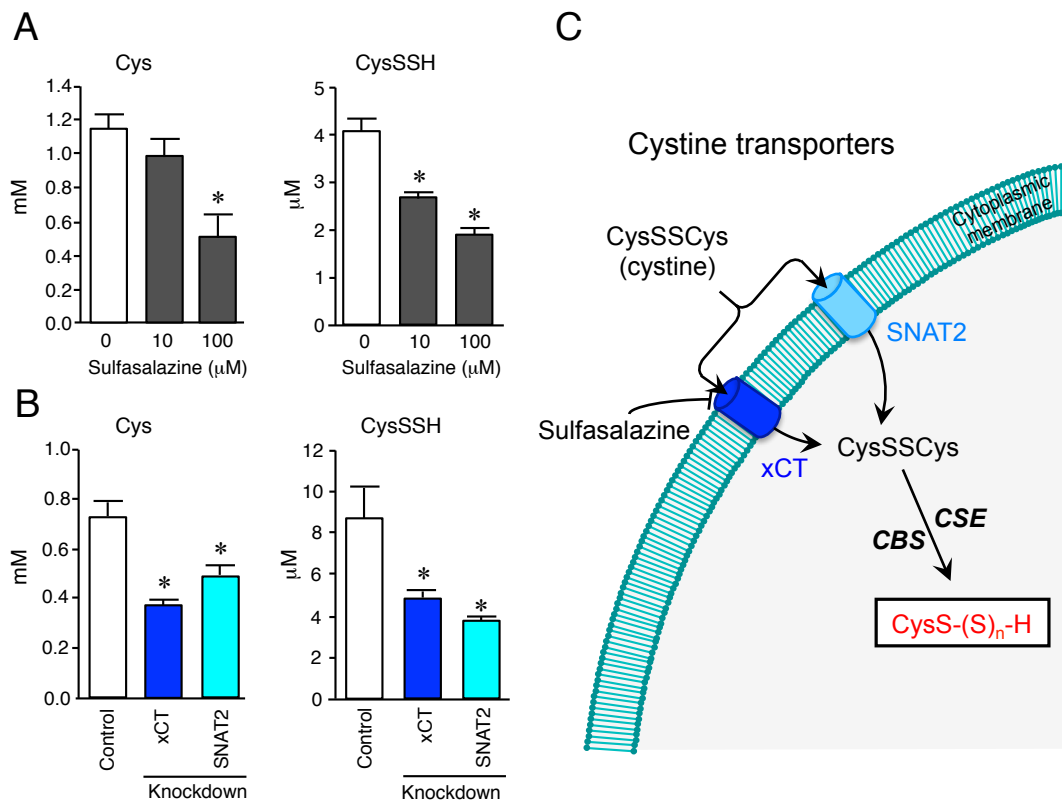 A
Cys
mM
1.4
1.2
1.0
0.8
0.6
0.4
0.2
0.0
*
0 10 100
Sulfasalazine (μM)
CysSSH
μM
5
4
3
2
1
0
* *
0 10 100
Sulfasalazine (μM)
B
Cys
mM
0.8
0.6
0.4
0.2
0.0
* *
Control
xCT
SNAT2
Knockdown
CysSSH
μM
12
10
8
6
4
2
0
* *
Control
xCT
SNAT2
Knockdown
C
Cystine transporters
Cytoplasmic
membrane
CysSSCys
(cystine)
SNAT2
Sulfasalazine
xCT
CysSSCys
CSE
CBS
CysS-(S)n-H